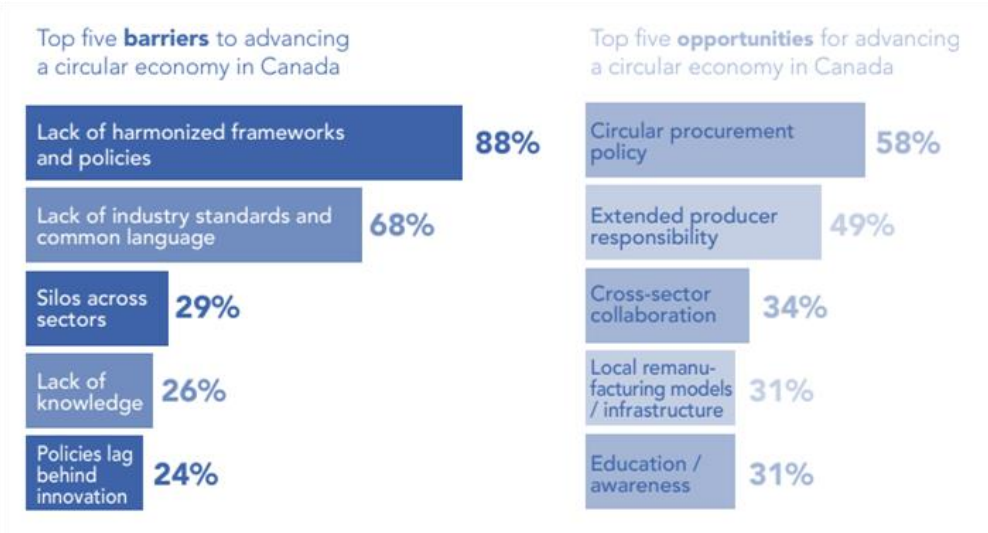 Top five barriers to advancing
a circular economy in Canada
Lack of harmonized frameworks
and policies
88%
Lack of industry standards and
common language
68%
Silos across
sectors
29%
Lack of
knowledge
26%
Policies lag
behind
innovation
24%
Top five opportunities for advancing
a circular economy in Canada
Circular procurement
policy
58%
Extended producer
responsibility
49%
Cross-sector
collaboration
34%
Local remanu-
facturing models
/ infrastructure
31%
Education /
awareness
31%